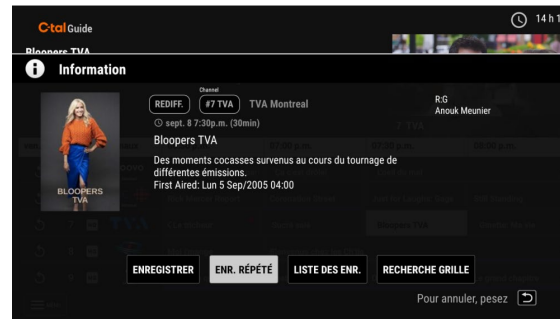 C·tal Guide
14 h 1
Bloopers TVA
i Information
Channel
REDIFF. #7 TVA TVA Montreal
R:G
Anouk Meunier
sept. 8 7:30p.m. (30min)
Bloopers TVA
Des moments cocasses survenus au cours du tournage de
différentes émissions.
First Aired: Lun 5 Sep/2005 04:00
BLOOPERS
TVA
ENREGISTRER ENR. RÉPÉTÉ LISTE DES ENR. RECHERCHE GRILLE
Pour annuler, pesez